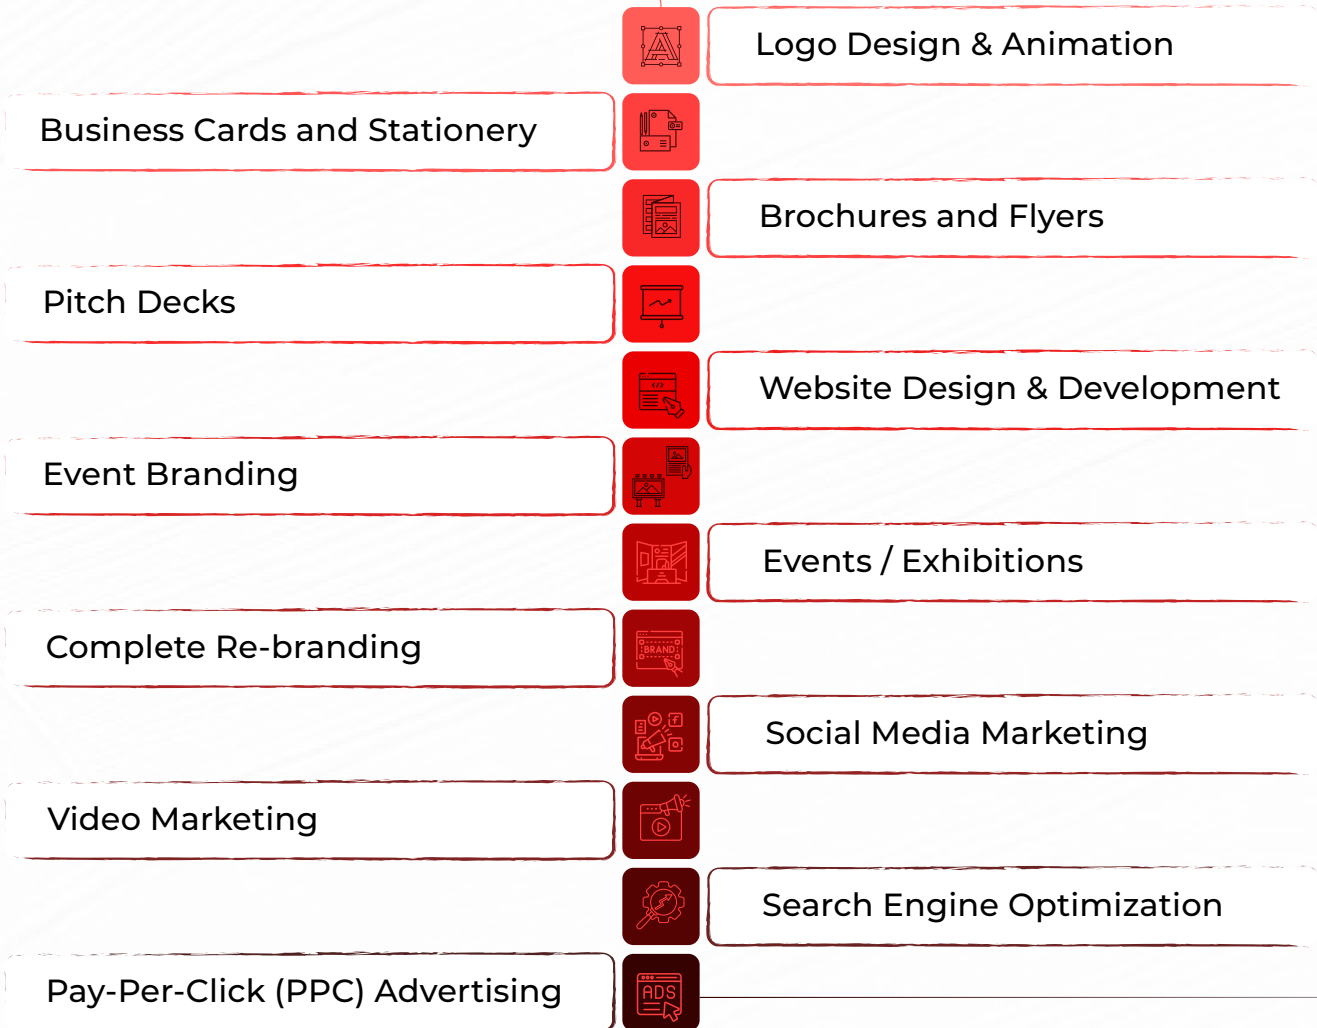 Logo Design & Animation
Business Cards and Stationery
Brochures and Flyers
Pitch Decks
Website Design & Development
Event Branding
Events / Exhibitions
Complete Re-branding
BRAND
Social Media Marketing
Video Marketing
Search Engine Optimization
Pay-Per-Click (PPC) Advertising
ADS